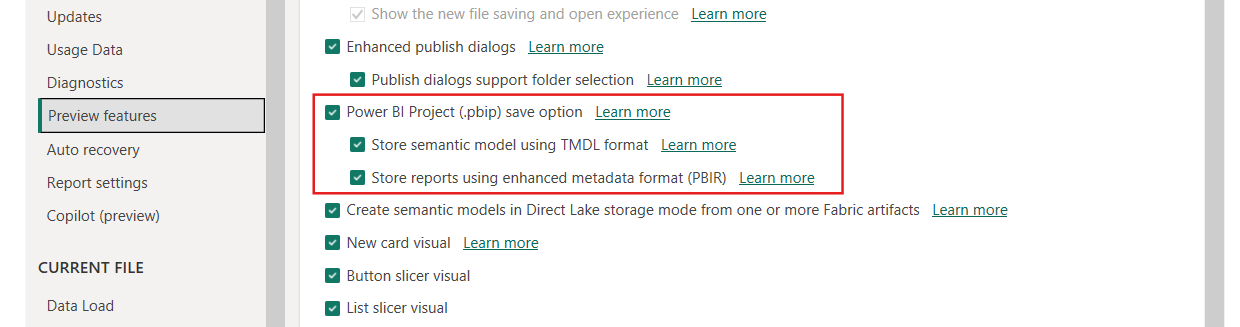 Updates
Usage Data
Diagnostics
Preview features
Auto recovery
Report settings
Copilot (preview)
CURRENT FILE
Data Load
Show the new file saving and open experience Learn more
Enhanced publish dialogs Learn more
Publish dialogs support folder selection Learn more
Power BI Project (.pbip) save option Learn more
Store semantic model using TMDL format Learn more
Store reports using enhanced metadata format (PBIR) Learn more
Create semantic models in Direct Lake storage mode from one or more Fabric artifacts Learn more
New card visual Learn more
Button slicer visual
List slicer visual